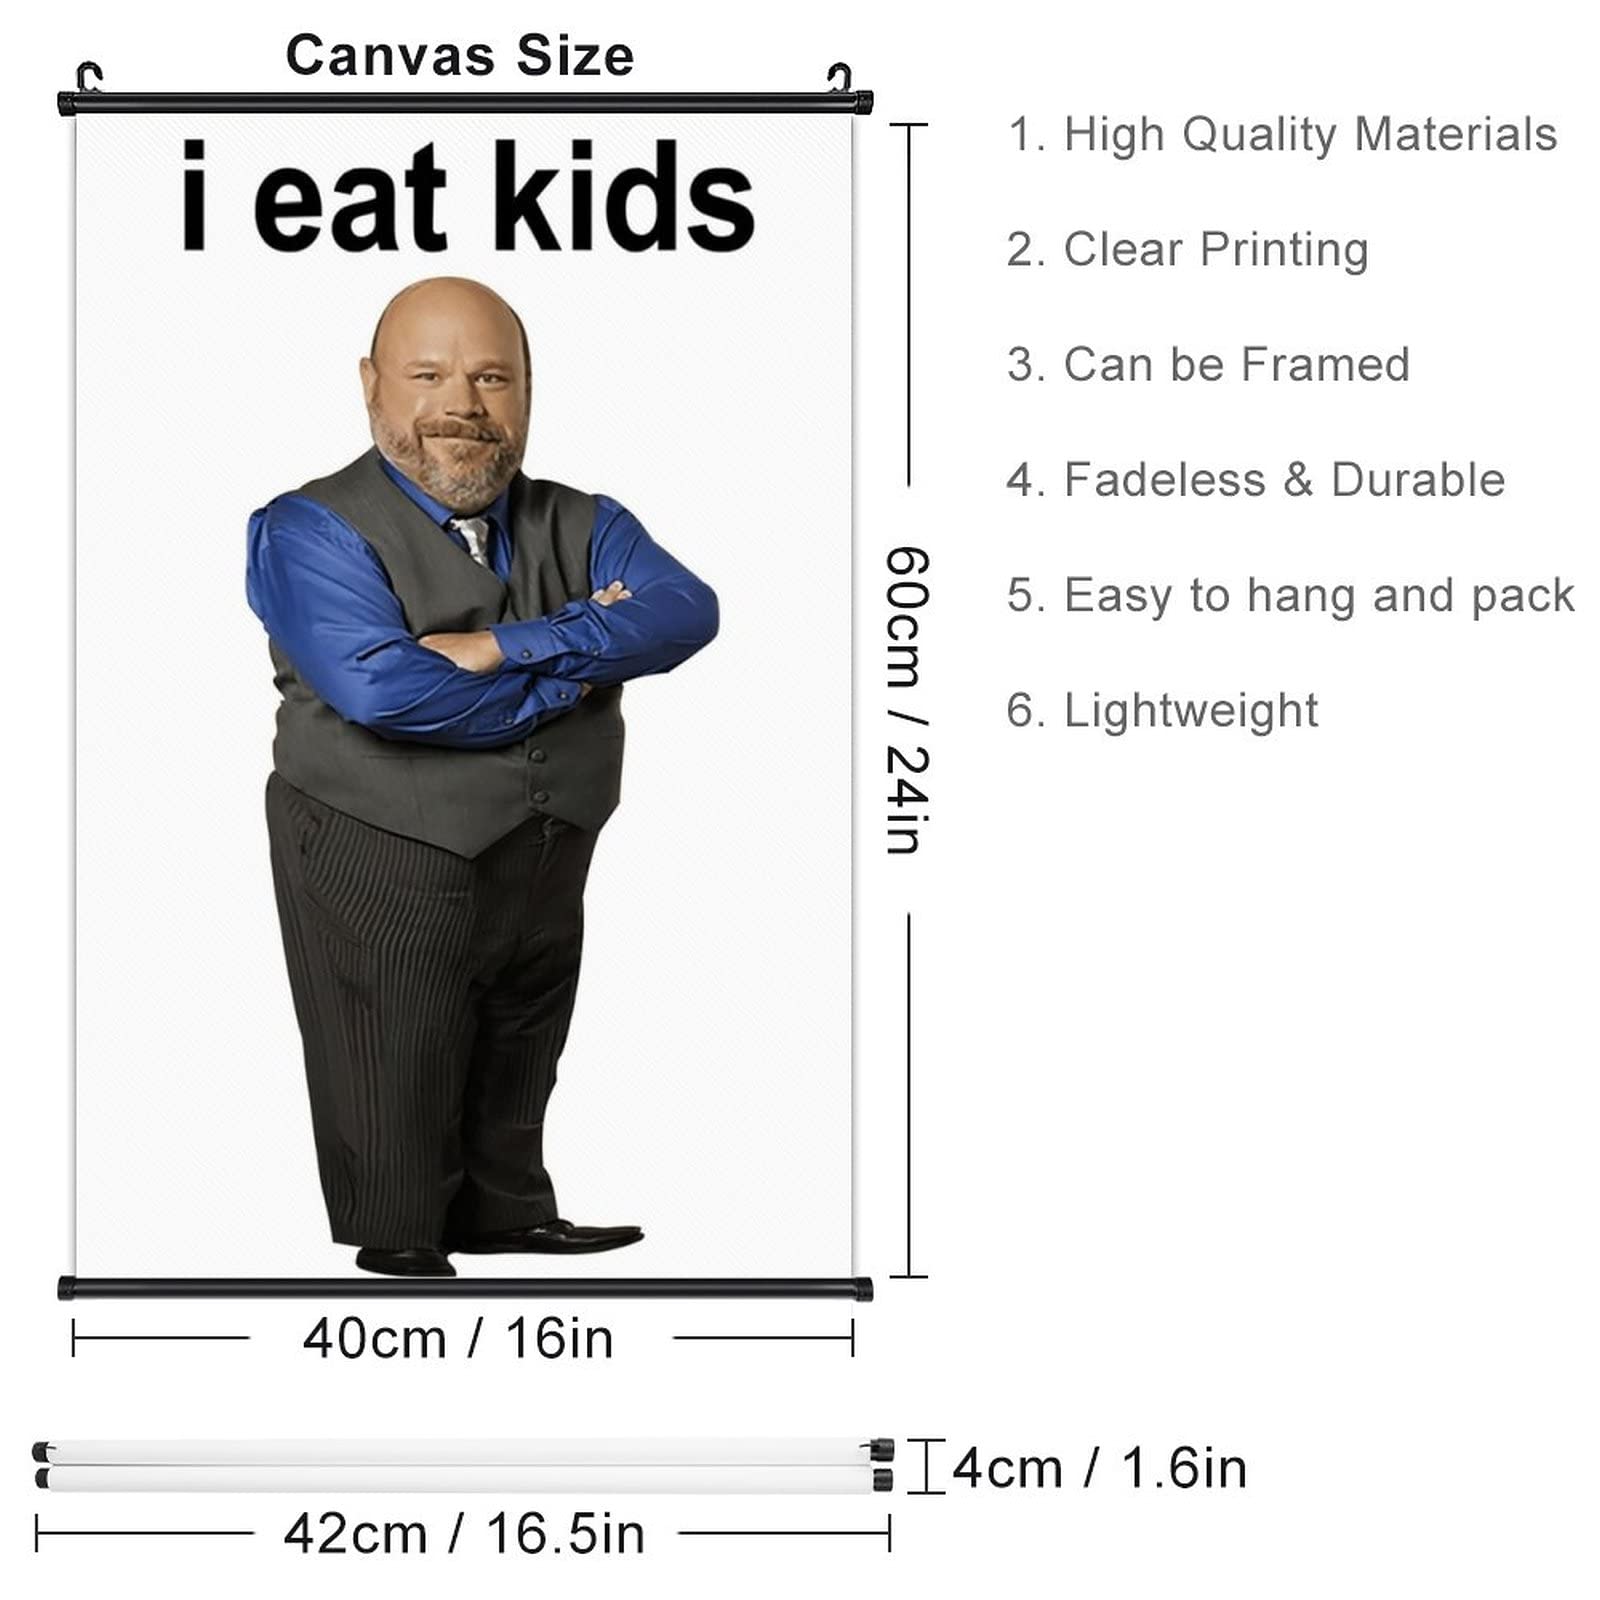 Canvas Size
i eat kids
1. High Quality Materials
2. Clear Printing
3. Can be Framed
4. Fadeless & Durable
5. Easy to hang and pack
6. Lightweight
60cm / 24in
40cm / 16in
4cm / 1.6in
42cm / 16.5in